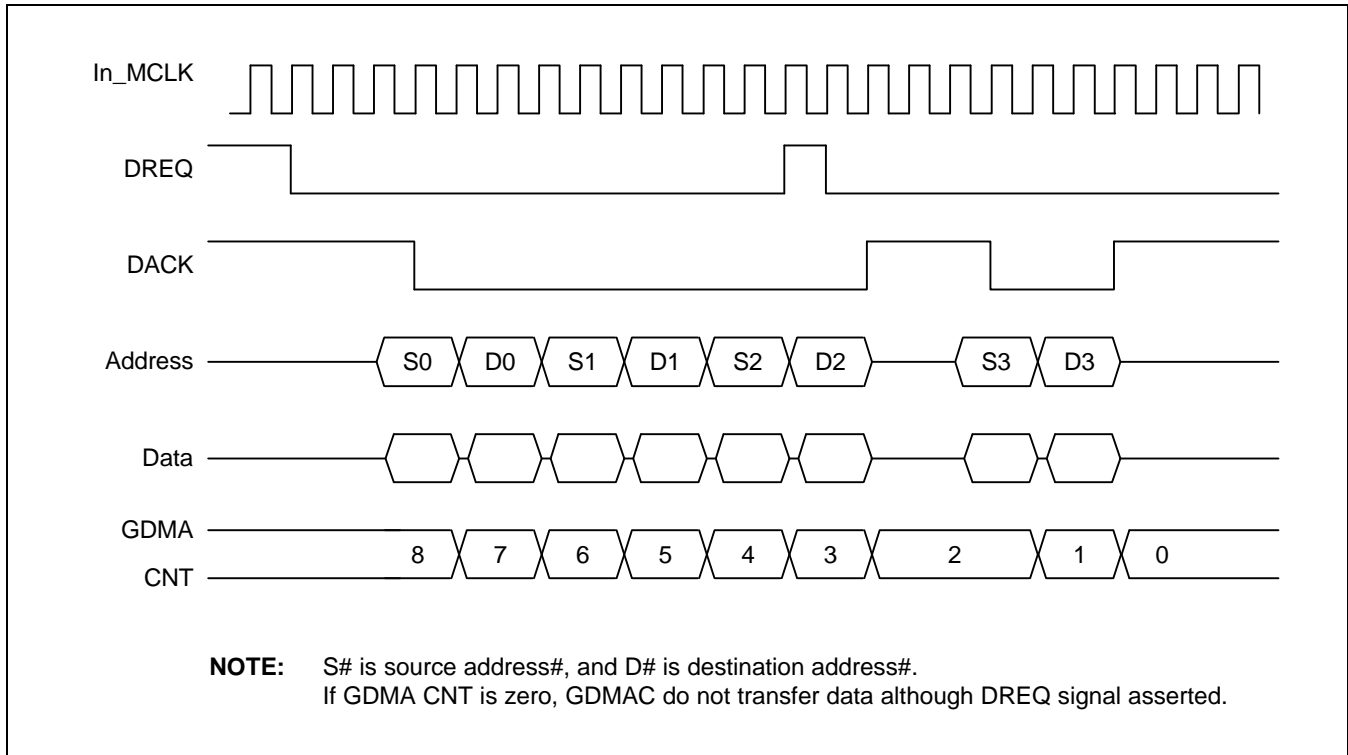 In_MCLK
DREQ
DACK
Address S0 D0 S1 D1 S2 D2 S3 D3
Data
GDMA
CNT 8 7 6 5 4 3 2 1 0
NOTE: S# is source address#, and D# is destination address#.
If GDMA CNT is zero, GDMAC do not transfer data although DREQ signal asserted.